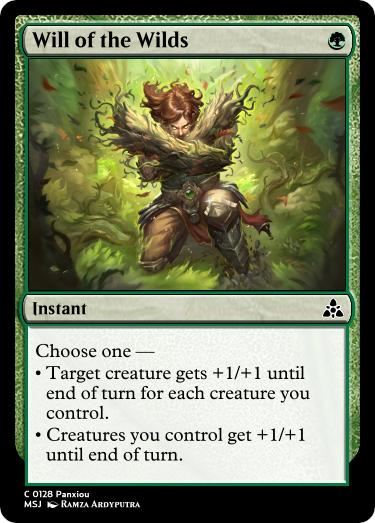 Will of the Wilds
Instant
Choose one —
• Target creature gets +1/+1 until
end of turn for each creature you
control.
• Creatures you control get +1/+1
until end of turn.
C 0128 Panxiou
MSJ Ramza Ardyputra